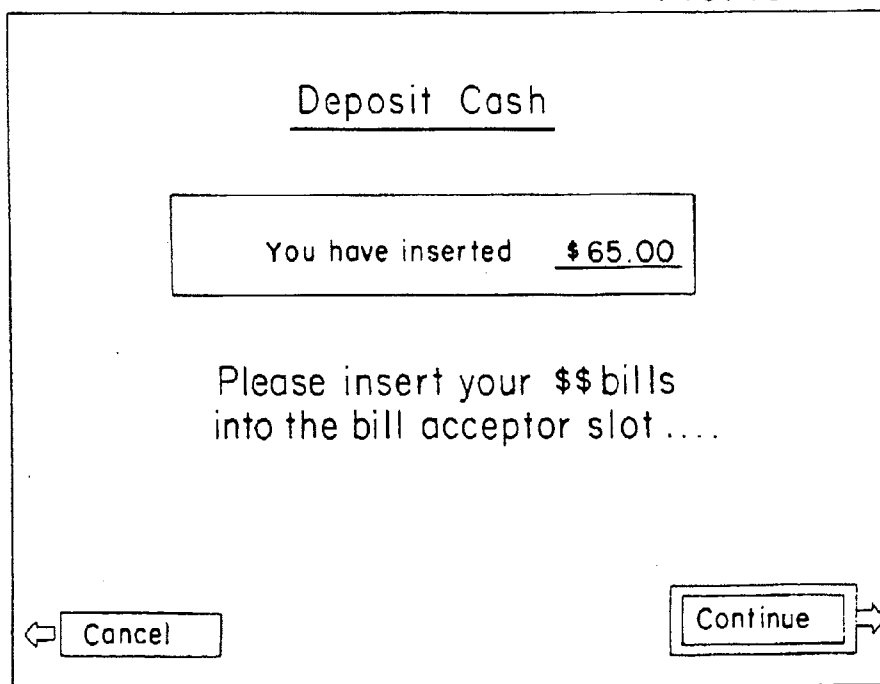 Deposit Cash
You have inserted $65.00
Please insert your $$ bills
into the bill acceptor slot ....
Cancel
Continue